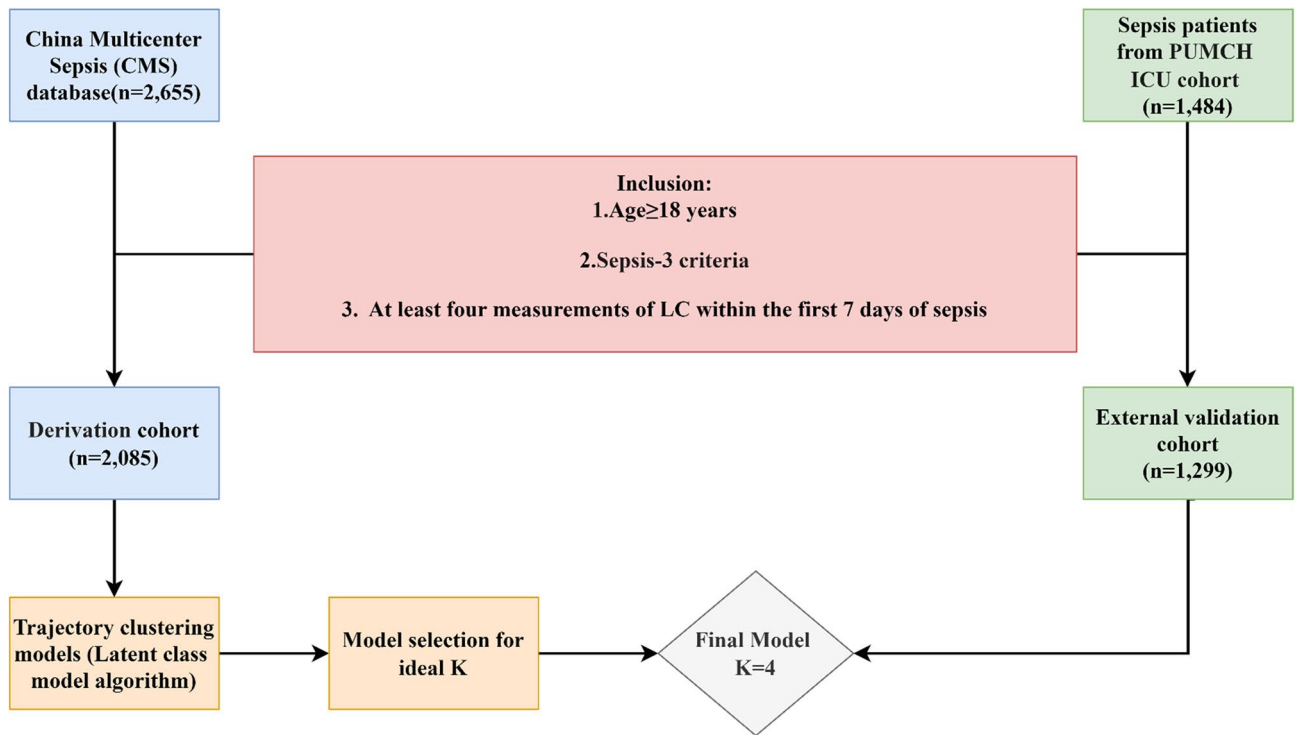 China Multicenter
Sepsis (CMS)
database(n=2,655)
Sepsis patients
from PUMCH
ICU cohort
(n=1,484)
Inclusion:
1.Age≥18 years
2.Sepsis-3 criteria
3. At least four measurements of LC within the first 7 days of sepsis
Derivation cohort
(n=2,085)
External validation
cohort
(n=1,299)
Trajectory clustering
models (Latent class
model algorithm)
Model selection for
ideal K
Final Model
K=4